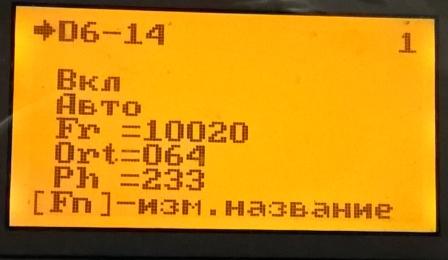 ➔D6-14 1
Вкл
Авто
Fr =10020
Ort=064
Ph =233
[Fn]-изм.название